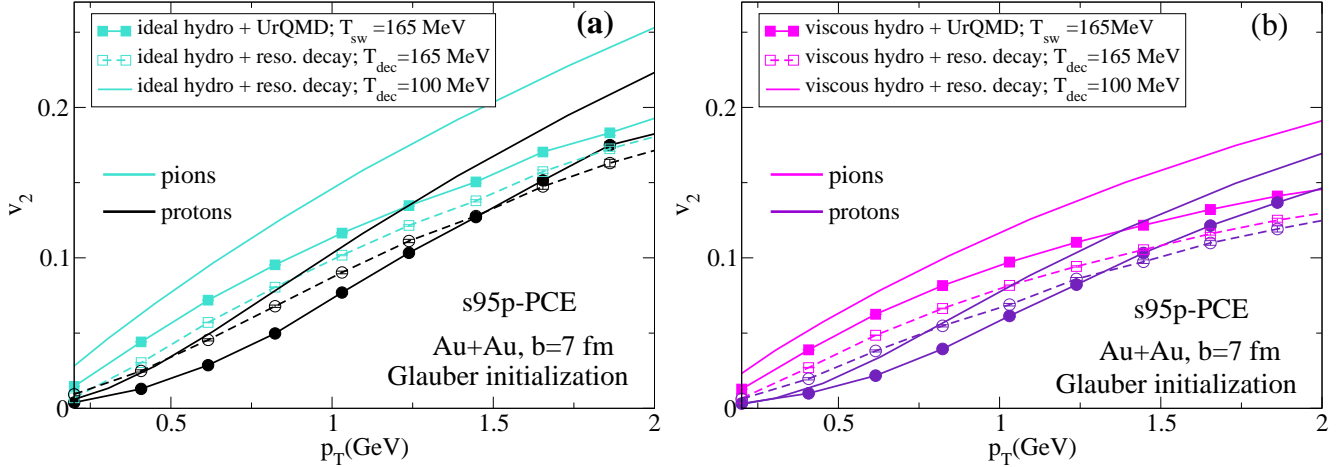 (a)
ideal hydro + UrQMD; T_sw =165 MeV
ideal hydro + reso. decay; T_dec=165 MeV
ideal hydro + reso. decay; T_dec=100 MeV
0.2
pions
protons
v_2
0.1
s95p-PCE
Au+Au, b=7 fm
Glauber initialization
0
0.5
1
1.5
2
p_T(GeV)
(b)
viscous hydro + UrQMD; T_sw=165MeV
viscous hydro + reso. decay; T_dec=165 MeV
viscous hydro + reso. decay; T_dec=100 MeV
0.2
pions
protons
v_2
0.1
s95p-PCE
Au+Au, b=7 fm
Glauber initialization
0
0.5
1
1.5
2
p_T(GeV)